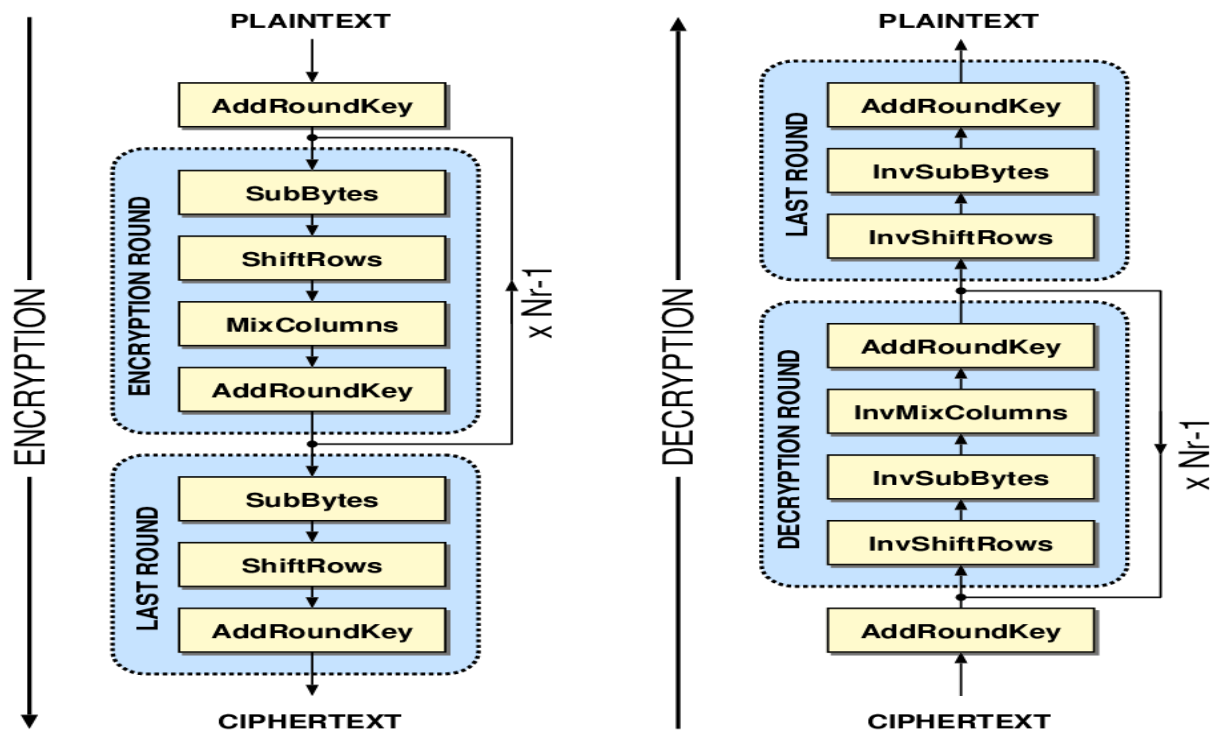 PLAINTEXT
AddRoundKey
ENCRYPTION ROUND
SubBytes
ShiftRows
MixColumns
AddRoundKey
x Nr-1
ENCRYPTION
LAST ROUND
SubBytes
ShiftRows
AddRoundKey
CIPHERTEXT
PLAINTEXT
LAST ROUND
AddRoundKey
InvSubBytes
InvShiftRows
DECRYPTION
DECRYPTION ROUND
AddRoundKey
InvMixColumns
InvSubBytes
InvShiftRows
x Nr-1
AddRoundKey
CIPHERTEXT